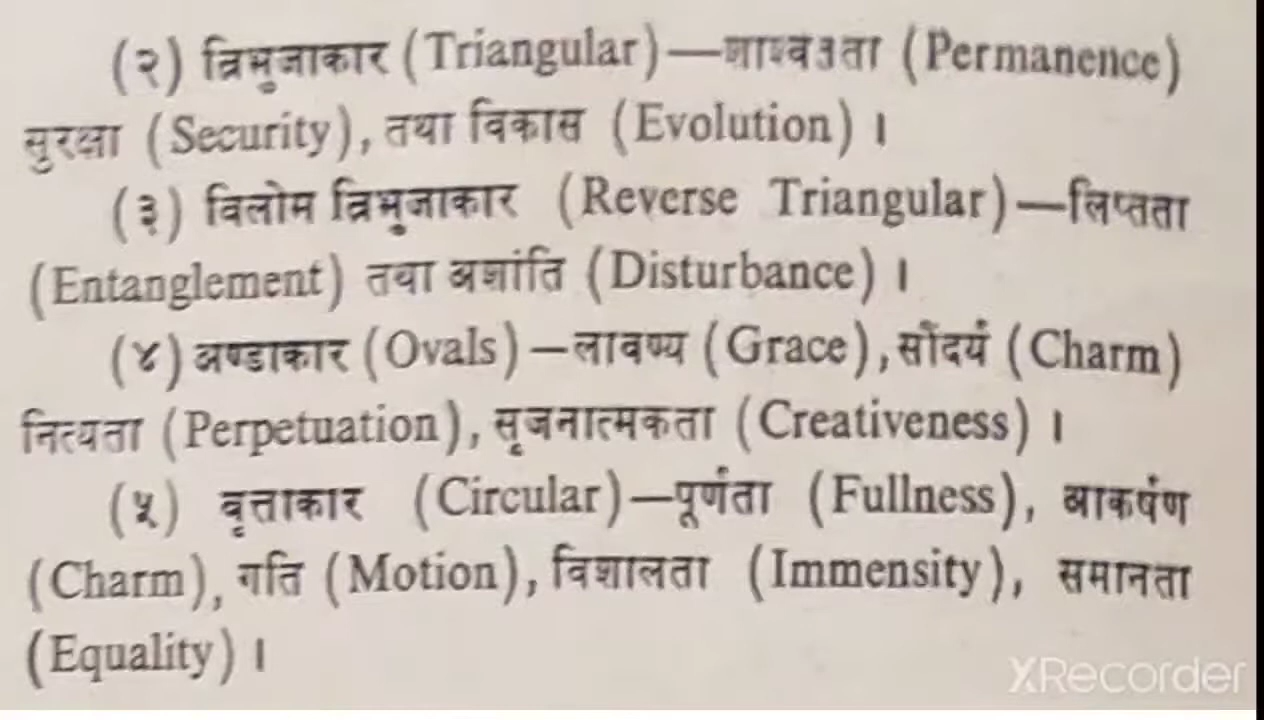 (२) त्रिभुजाकार (Triangular)—शाश्वउता (Permanence)
सुरक्षा (Security), तथा विकास (Evolution) ।
(३) विलोम त्रिभुजाकार (Reverse Triangular)—लिप्तता
(Entanglement) तथा अशांति (Disturbance) ।
(४) अण्डाकार (Ovals)—लावण्य (Grace), सौंदर्य (Charm)
नित्यता (Perpetuation), सृजनात्मकता (Creativeness) ।
(५) वृत्ताकार (Circular)—पूर्णता (Fullness), आकर्षण
(Charm), गति (Motion), विशालता (Immensity), समानता
(Equality) ।
XRecorder